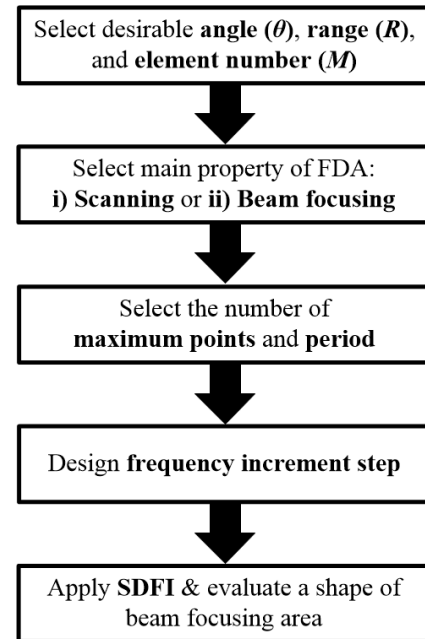 Select desirable angle (θ), range (R),
and element number (M)
Select main property of FDA:
i) Scanning or ii) Beam focusing
Select the number of
maximum points and period
Design frequency increment step
Apply SDFI & evaluate a shape of
beam focusing area